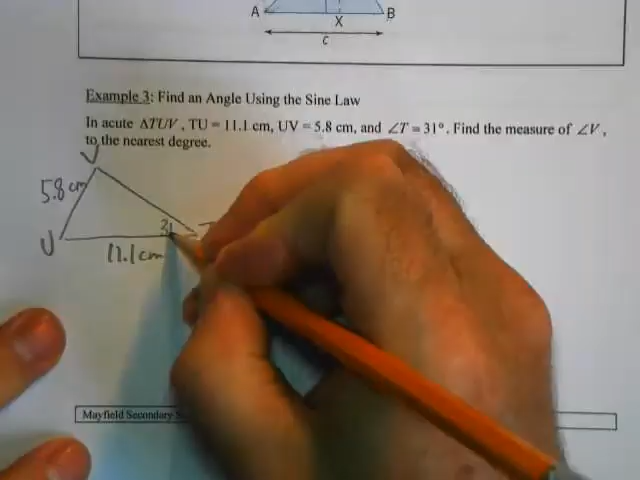 A
X
B
c
Example 3: Find an Angle Using the Sine Law
In acute ΔTUV, TU = 11.1 cm, UV = 5.8 cm, and ∠T = 31°. Find the measure of ∠V,
to the nearest degree.
V
5.8 cm
31
U
11.1 cm
Mayfield Secondary